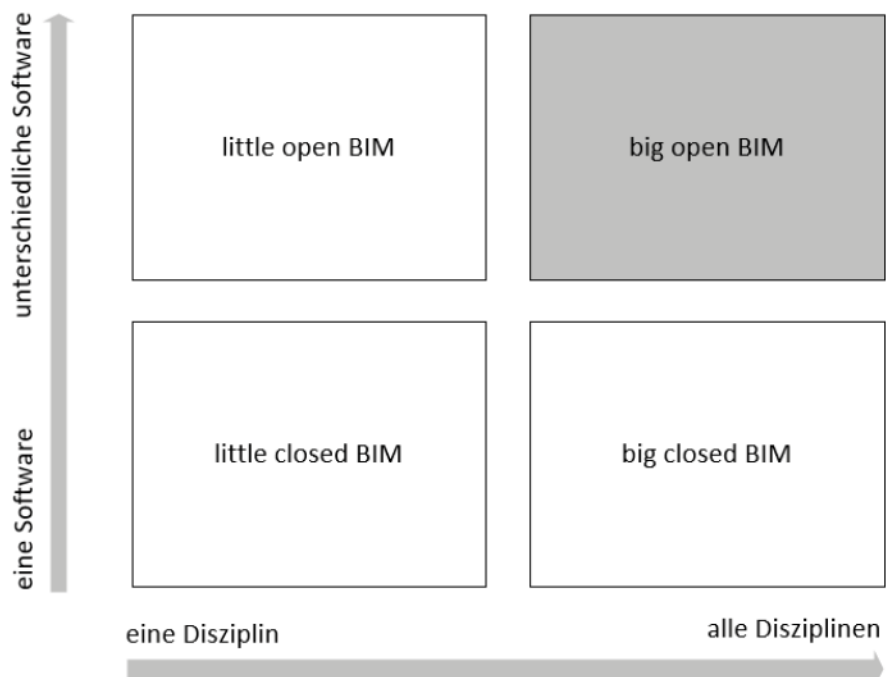 unterschiedliche Software
little open BIM
big open BIM
eine Software
little closed BIM
big closed BIM
eine Disziplin
alle Disziplinen